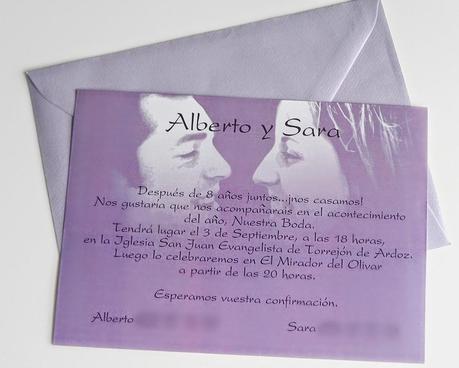 Alberto y Sara
Después de 8 años juntos...¡nos casamos!
Nos gustaría que nos acompañarais en el acontecimiento
del año, Nuestra Boda.
Tendrá lugar el 3 de Septiembre, a las 18 horas,
en la Iglesia San Juan Evangelista de Torrejón de Ardoz.
Luego lo celebraremos en El Mirador del Olivar
a partir de las 20 horas.
Esperamos vuestra confirmación.
Alberto Sara